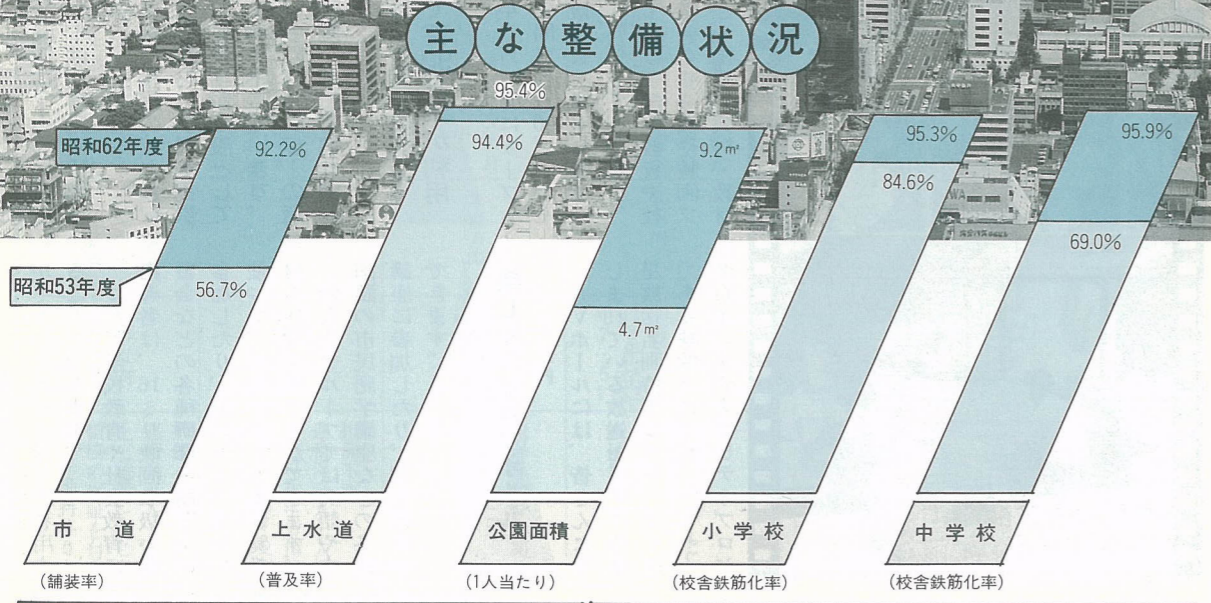 主な整備状況
昭和62年度
昭和53年度
92.2%
56.7%
95.4%
94.4%
9.2㎡
4.7㎡
95.3%
84.6%
95.9%
69.0%
市道
上水道
公園面積
小学校
中学校
(舗装率)
(普及率)
(1人当たり)
(校舎鉄筋化率)
(校舎鉄筋化率)